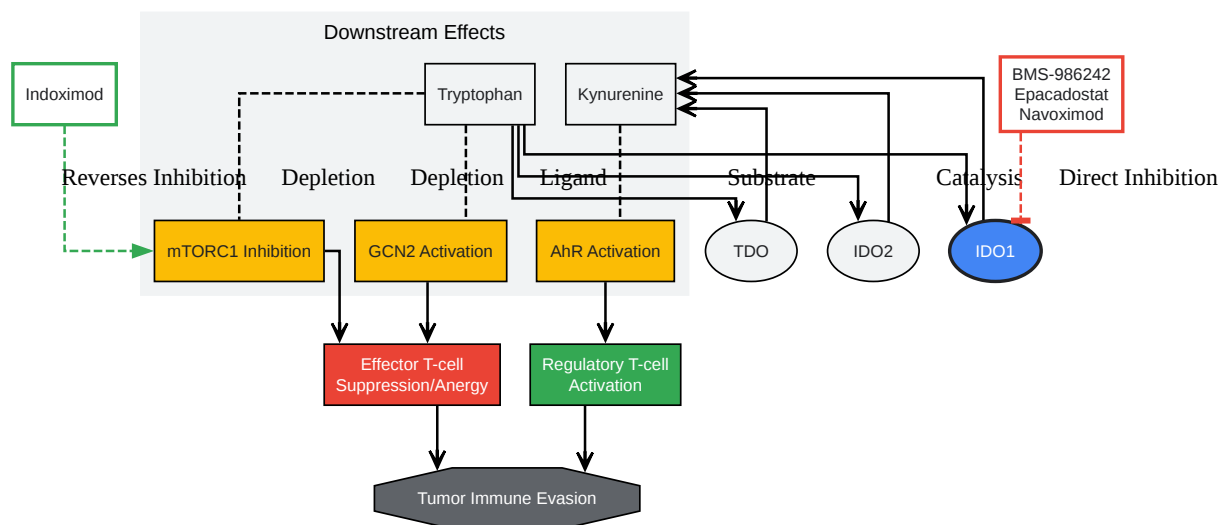 Downstream Effects
Indoximod
Tryptophan
Kynurenine
BMS-986242
Epacadostat
Navoximod
Reverses Inhibition
Depletion
Depletion
Ligand
Substrate
Catalysis
Direct Inhibition
mTORC1 Inhibition
GCN2 Activation
AhR Activation
TDO
IDO2
IDO1
Effector T-cell
Suppression/Anergy
Regulatory T-cell
Activation
Tumor Immune Evasion